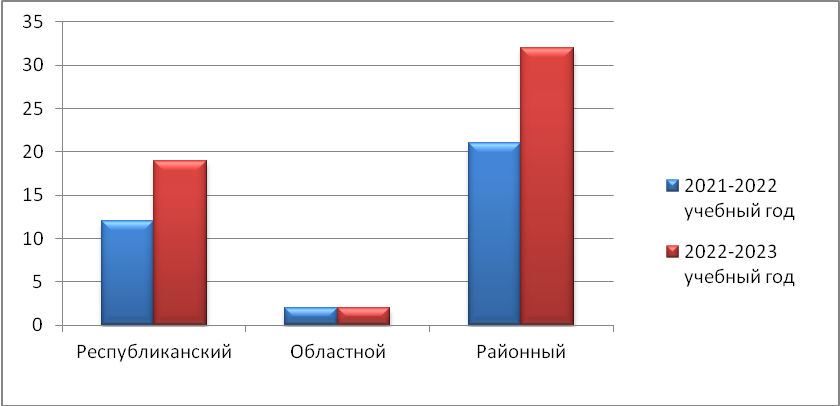 35
30
25
20
15
10
5
0
Республиканский
Областной
Районный
2021-2022
учебный год
2022-2023
учебный год